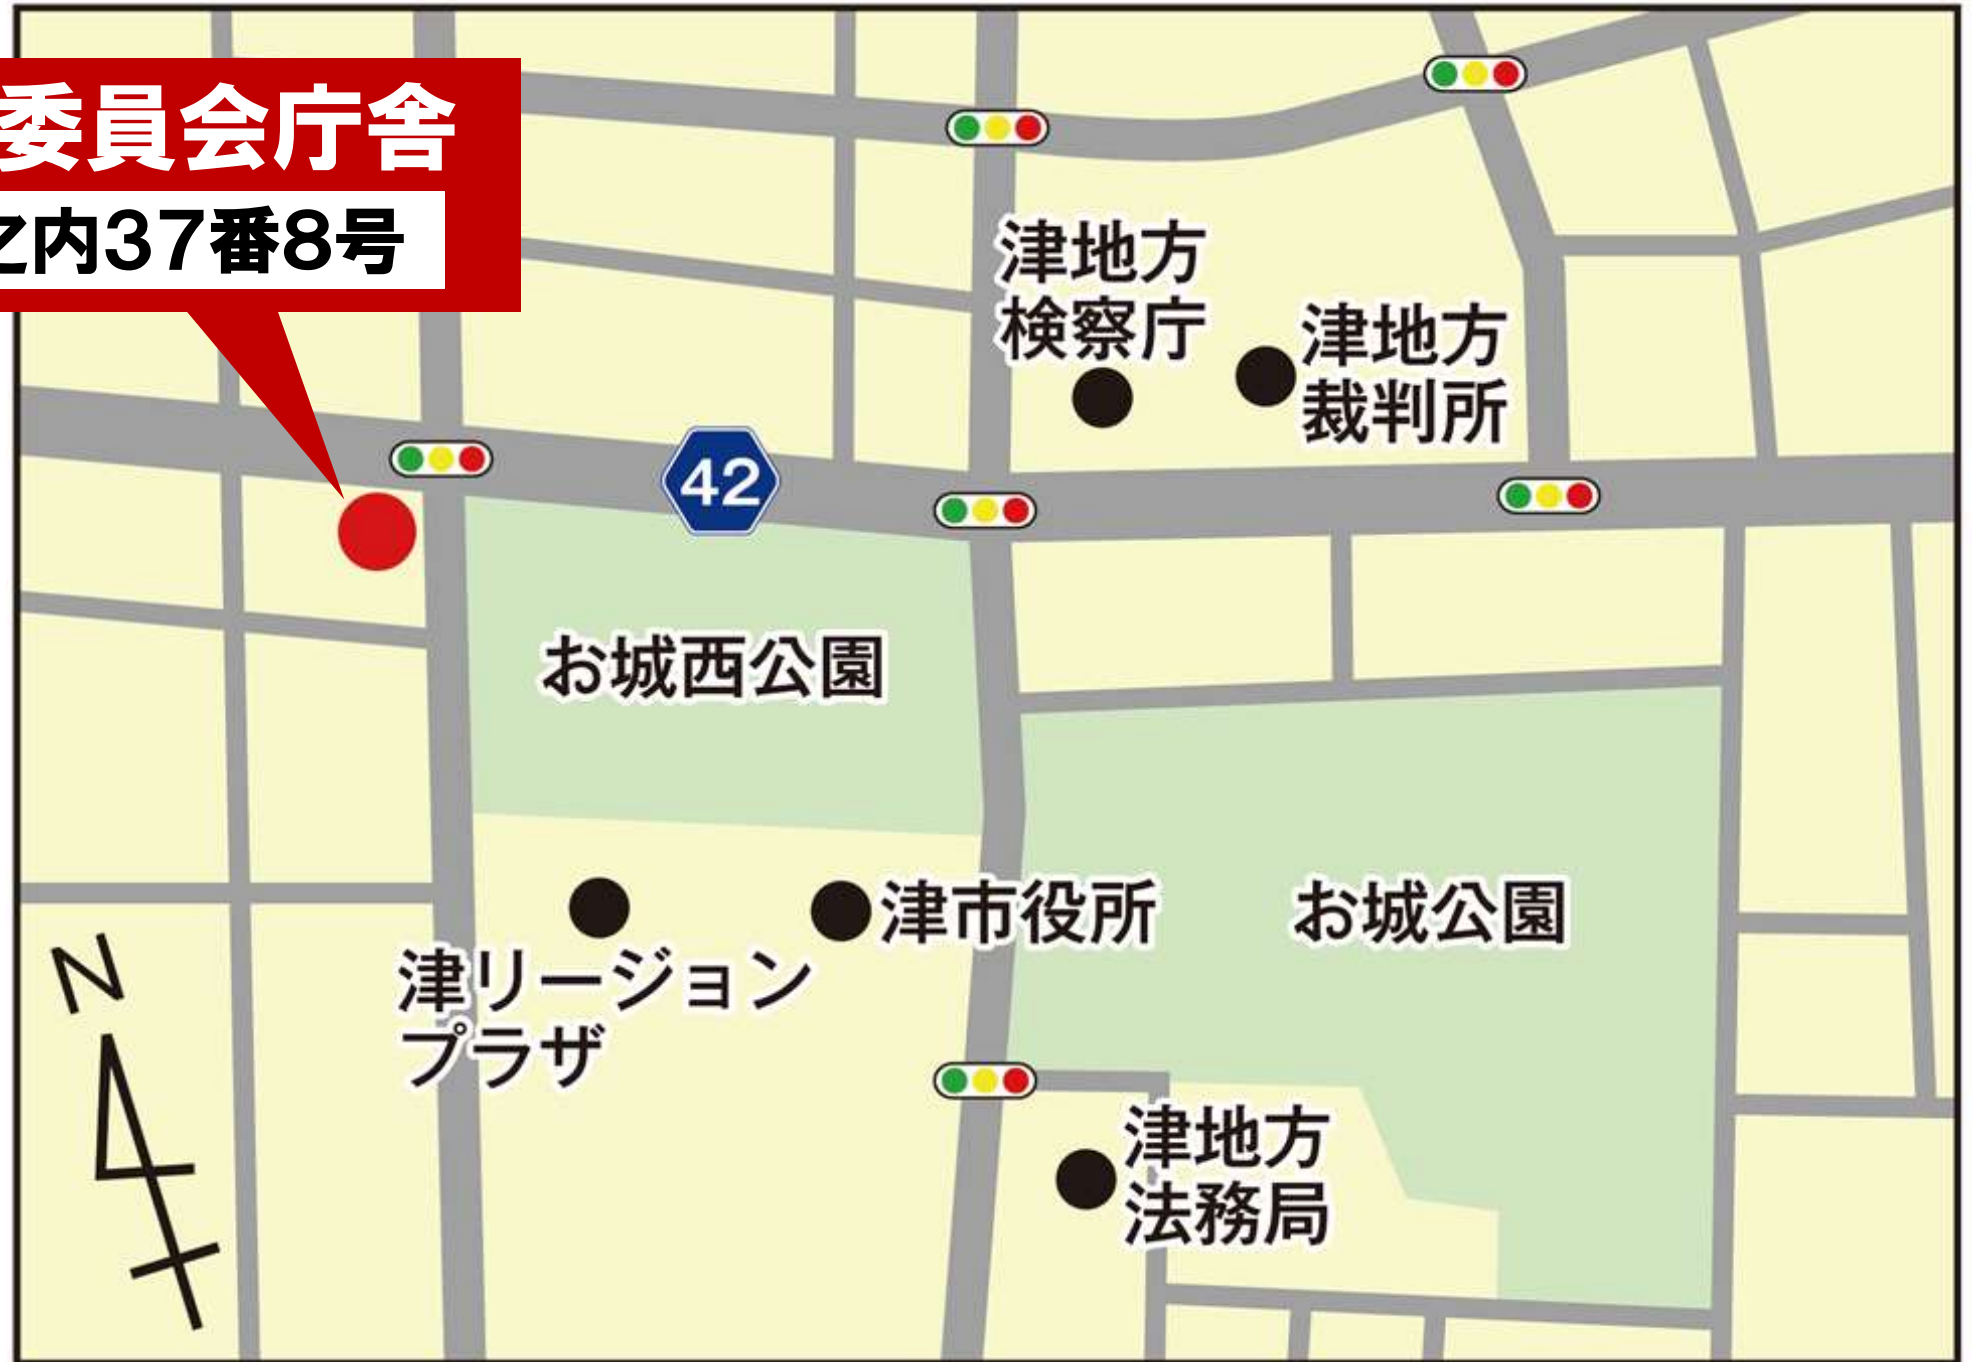 委員会庁舎
之内37番8号
津地方
検察庁
津地方
裁判所
42
お城西公園
津市役所
お城公園
津リージョン
プラザ
N
津地方
法務局